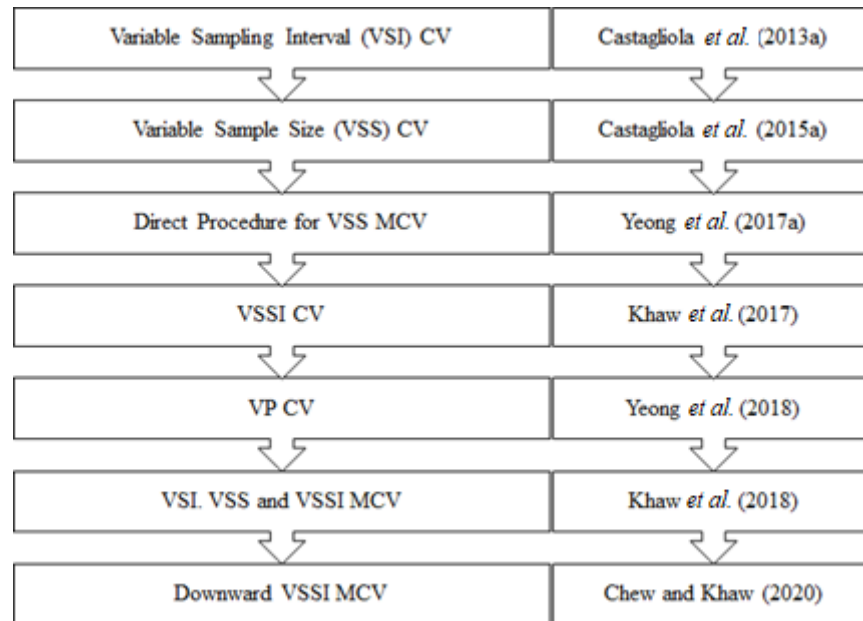 Variable Sampling Interval (VSI) CV Castagliola et al. (2013a)
Variable Sample Size (VSS) CV Castagliola et al. (2015a)
Direct Procedure for VSS MCV Yeong et al. (2017a)
VSSI CV Khaw et al. (2017)
VP CV Yeong et al. (2018)
VSI. VSS and VSSI MCV Khaw et al. (2018)
Downward VSSI MCV Chew and Khaw (2020)